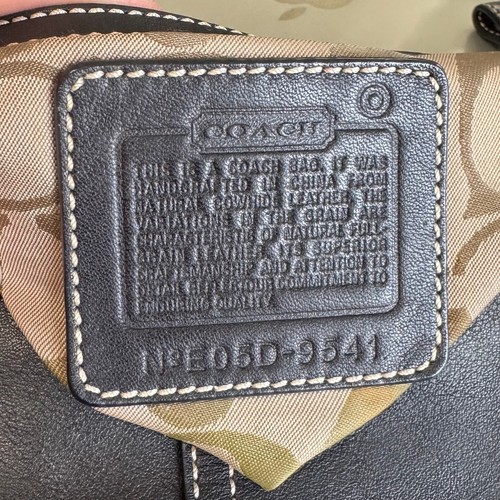 COACH
THIS IS A COACH BAG. IT WAS
HANDCRAFTED IN CHINA FROM
NATURAL COWHIDE LEATHER. THE
VARIATIONS IN THE GRAIN ARE
CHARACTERISTIC OF NATURAL FULL-
GRAIN LEATHER. ITS SUPERIOR
CRAFTSMANSHIP AND ATTENTION TO
DETAIL REFLECT OUR COMMITMENT TO
ENDURING QUALITY.
Nº E05D-9541